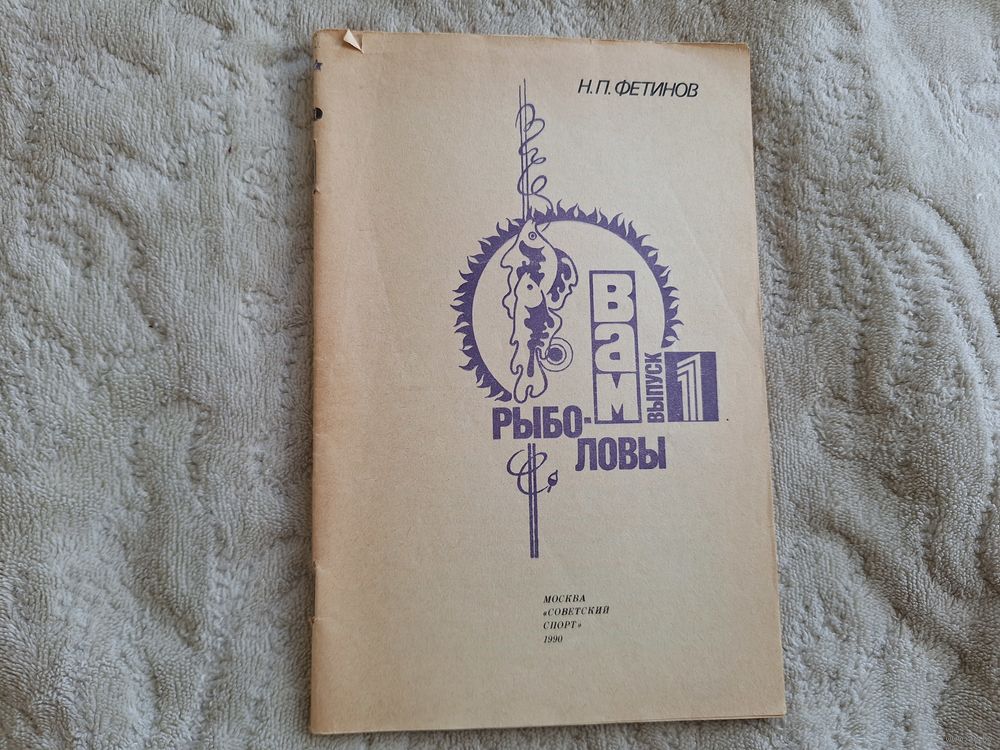 Н.П. ФЕТИНОВ
вам
РЫБО-
ЛОВЫ
ВЫПУСК 1
МОСКВА
«СОВЕТСКИЙ
СПОРТ»
1990